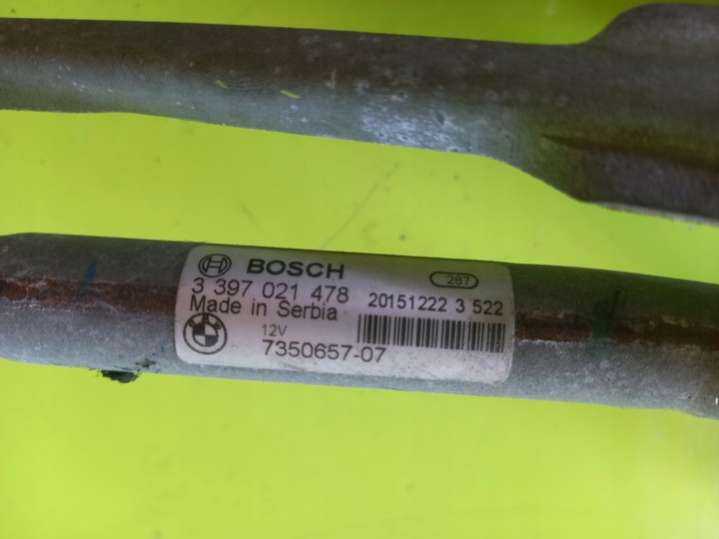 BOSCH
287
3 397 021 478
20151222 3 522
Made in Serbia
12V
7350657-07